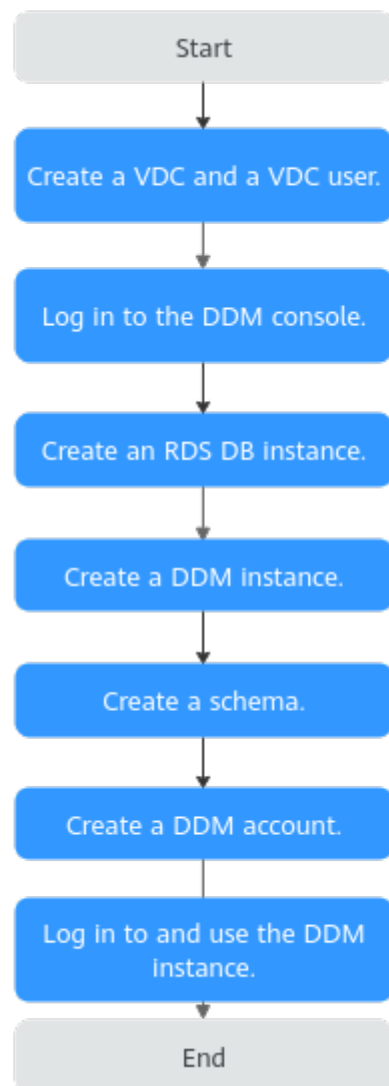 Start
Create a VDC and a VDC user.
Log in to the DDM console.
Create an RDS DB instance.
Create a DDM instance.
Create a schema.
Create a DDM account.
Log in to and use the DDM
instance.
End